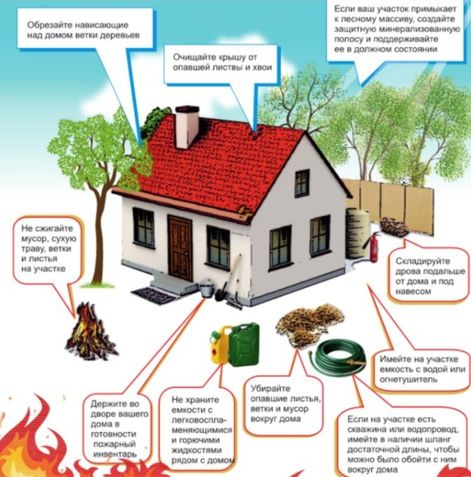 Обрезайте нависающие
над домом ветки деревьев
Очищайте крышу от
опавшей листвы и хвои
Если ваш участок примыкает
к лесному массиву, создайте
защитную минерализованную
полосу и поддерживайте
ее в должном состоянии
Не сжигайте
мусор, сухую
траву, ветки
и листья
на участке
Складируйте
дрова подальше
от дома и под
навесом
Имейте на участке
емкость с водой или
огнетушитель
Держите во
дворе вашего
дома в
готовности
пожарный
инвентарь
Не храните
емкости с
легковоспла-
меняющимися
и горючими
жидкостями
рядом с домом
Убирайте
опавшие листья,
ветки и мусор
вокруг дома
Если на участке есть
скважина или водопровод,
имейте в наличии шланг
достаточной длины, чтобы
можно было обойти с ним
вокруг дома